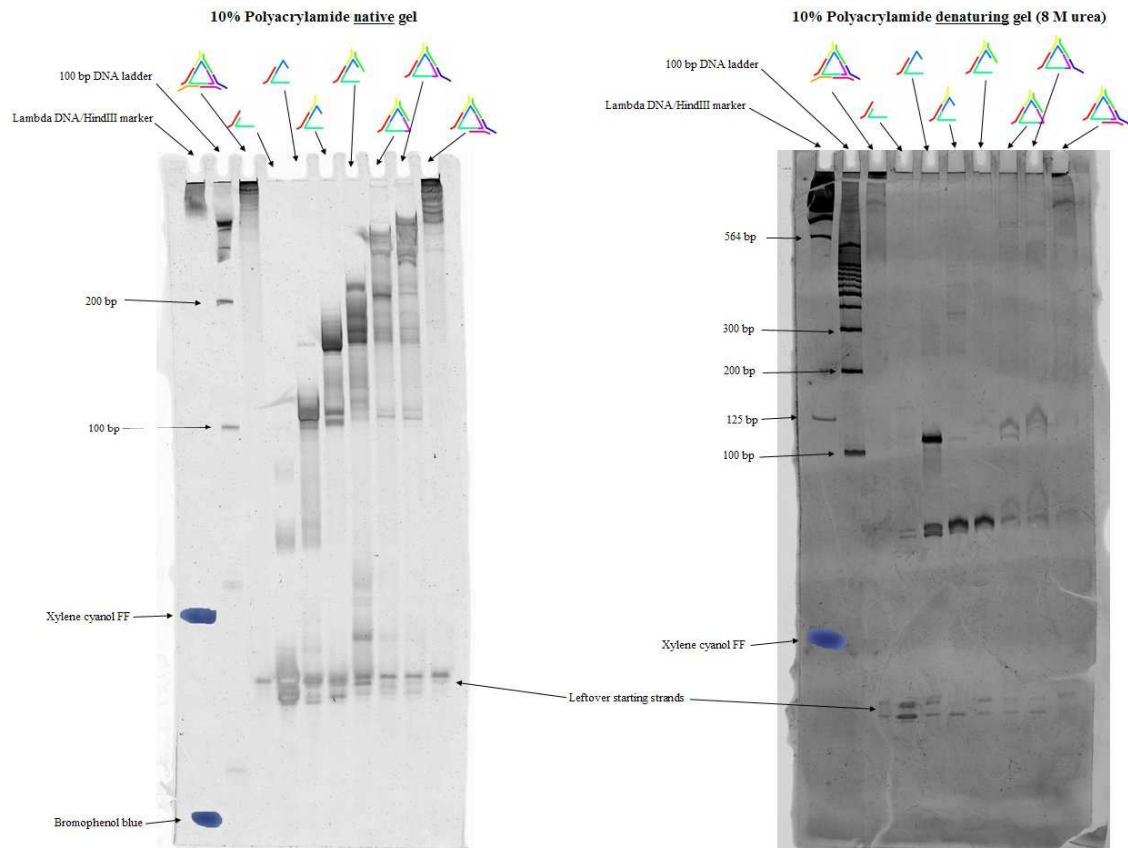 10% Polyacrylamide native gel
100 bp DNA ladder
Lambda DNA/HindIII marker
200 bp
100 bp
Xylene cyanol FF
Bromophenol blue
Leftover starting strands
10% Polyacrylamide denaturing gel (8 M urea)
100 bp DNA ladder
Lambda DNA/HindIII marker
564 bp
300 bp
200 bp
125 bp
100 bp
Xylene cyanol FF